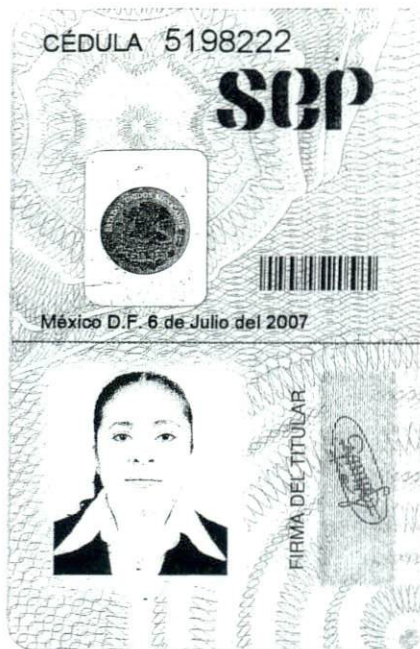 CÉDULA 5198222
sep
México D.F. 6 de Julio del 2007
FIRMA DEL TITULAR